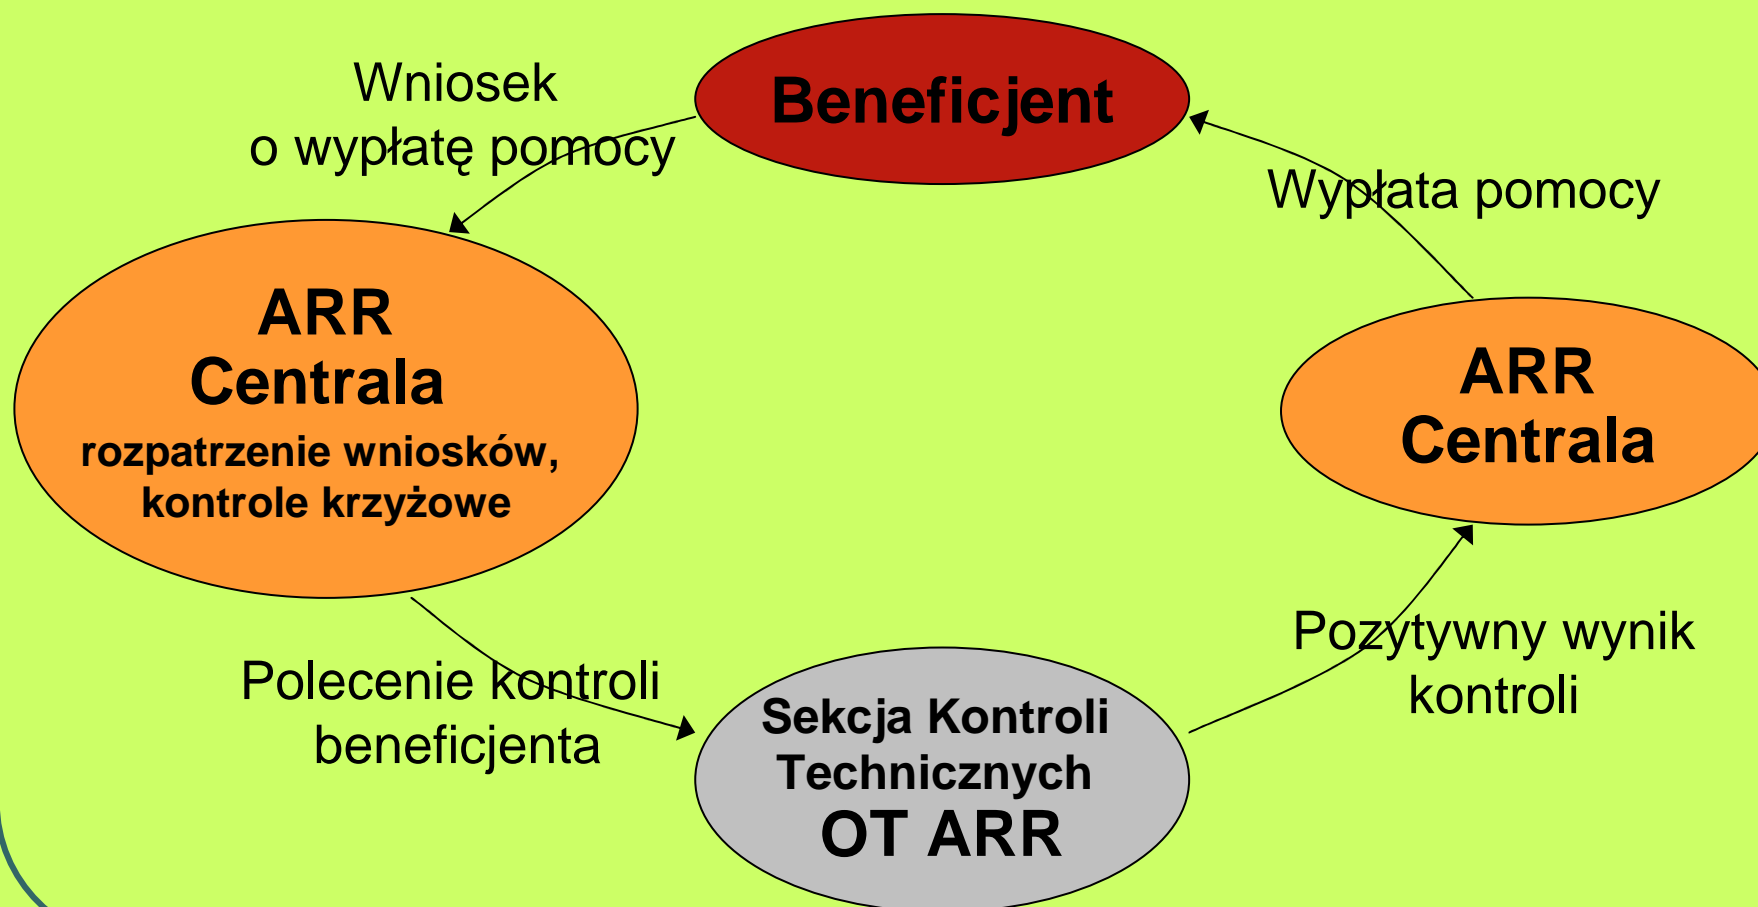 Beneficjent
Wniosek
o wypłatę pomocy
ARR
Centrala
rozpatrzenie wniosków,
kontrole krzyżowe
Polecenie kontroli
beneficjenta
Sekcja Kontroli
Technicznych
OT ARR
Pozytywny wynik
kontroli
ARR
Centrala
Wypłata pomocy